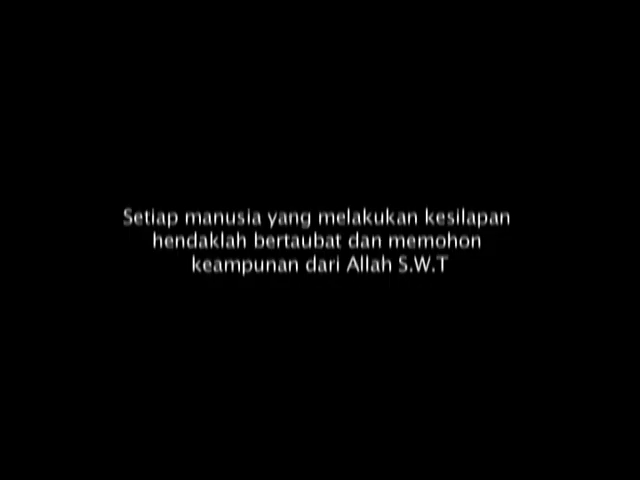 Setiap manusia yang melakukan kesilapan
hendaklah bertaubat dan memohon
keampunan dari Allah S.W.T